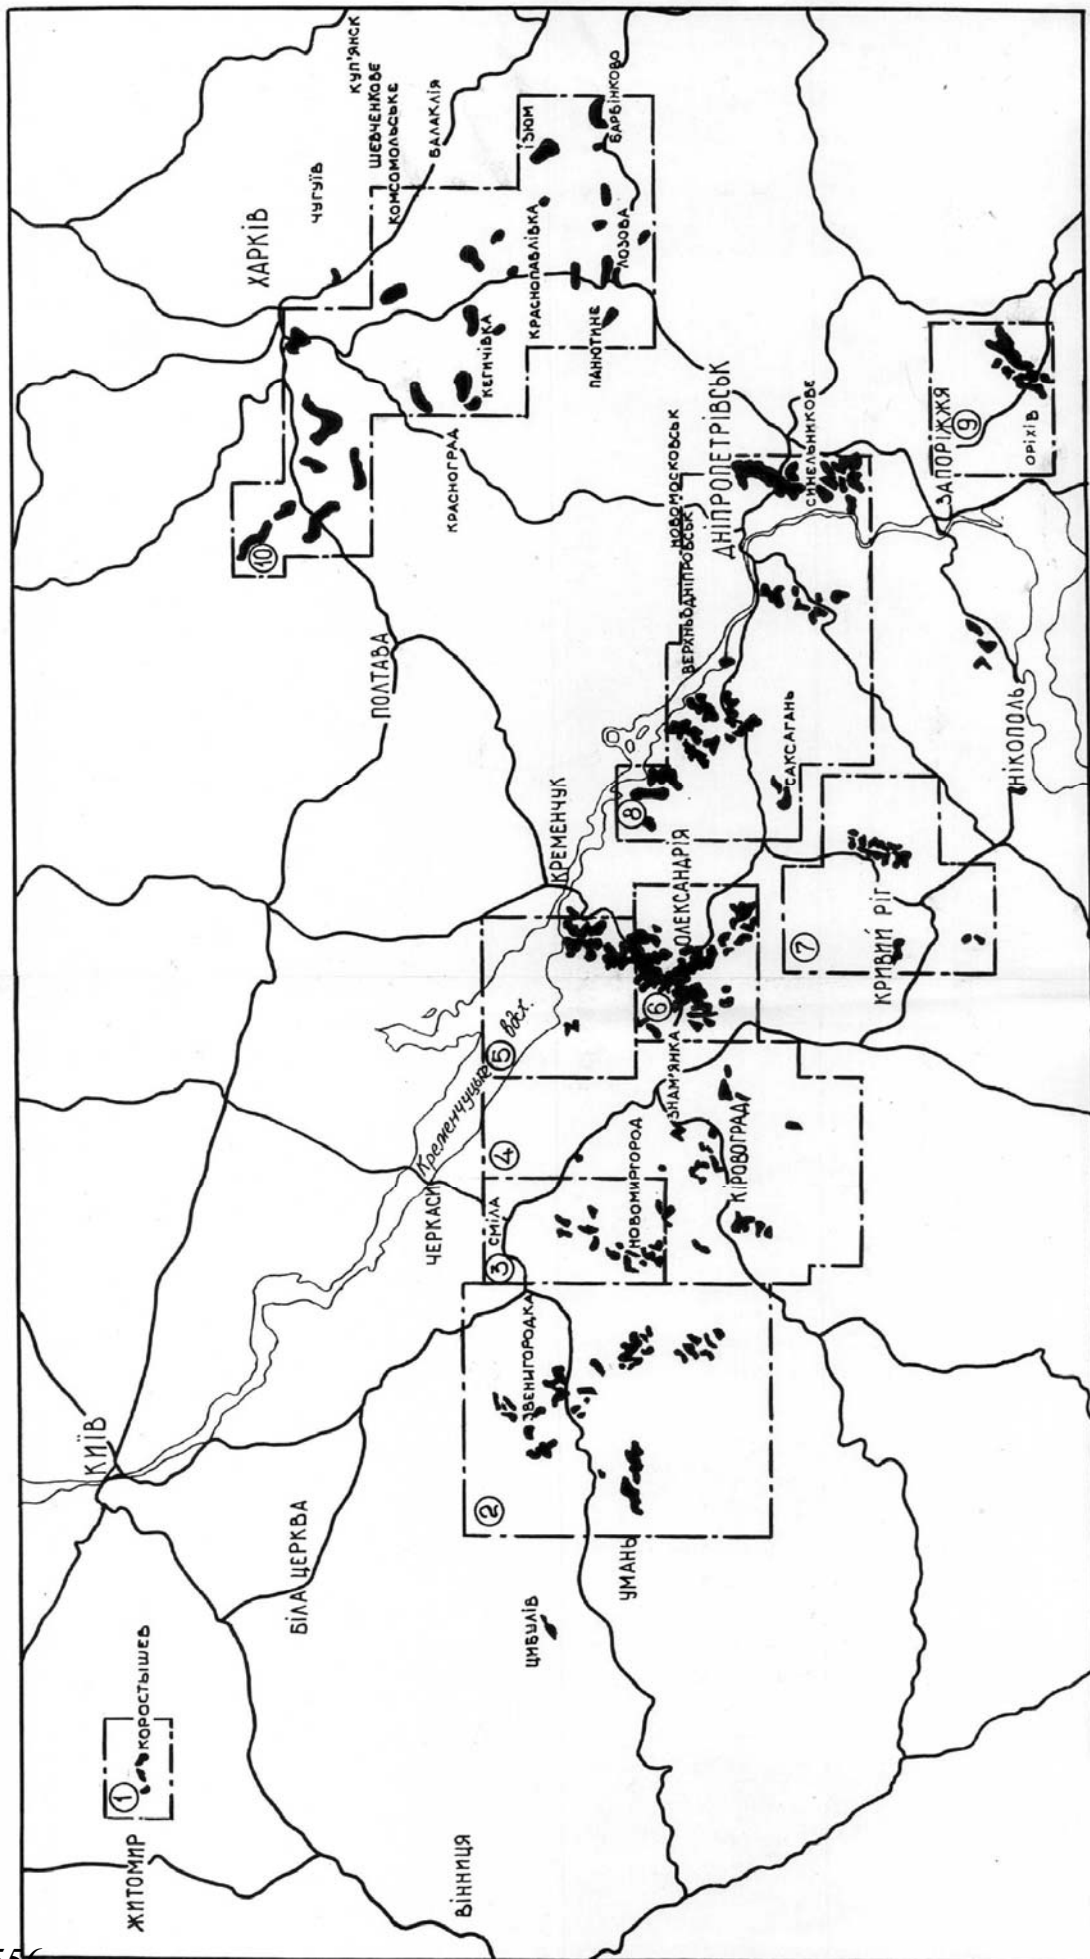 ЖИТОМИР
1
КОРОСТЫШЕВ
ВІННИЦЯ
КИЇВ
БІЛА ЦЕРКВА
ЦИБУЛІВ
УМАНЬ
2
ЗВЕНИГОРОДКА
ЧЕРКАСИ
3
СМІЛА
НОВОМИРГОРОД
4
Кременчуцьке
вдсх.
5
ЗНАМ'ЯНКА
КІРОВОГРАД
6
ОЛЕКСАНДРІЯ
КРЕМЕНЧУК
7
КРИВИЙ РІГ
ПОЛТАВА
8
САКСАГАНЬ
НІКОПОЛЬ
ВЕРХНЬОДНІПРОВСЬК
НОВОМОСКОВСЬК
ДНІПРОПЕТРІВСЬК
СИНЕЛЬНИКОВЕ
ЗАПОРІЖЖЯ
9
ОРІХІВ
10
КРАСНОГРАД
КЕГИЧІВКА
КРАСНОПАВЛІВКА
ПАНЮТИНЕ
ЛОЗОВА
ІЗЮМ
БАРВІНКОВО
ХАРКІВ
ЧУГУЇВ
КУП'ЯНСК
ШЕВЧЕНКОВЕ
КОМСОМОЛЬСЬКЕ
БАЛАКЛІЯ